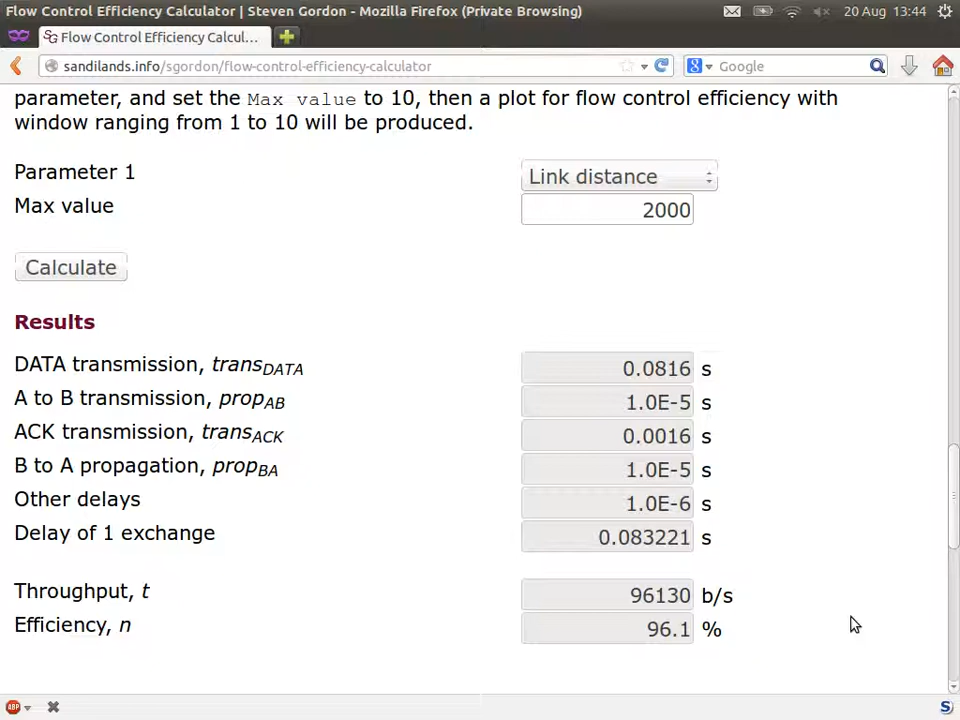 Flow Control Efficiency Calculator | Steven Gordon - Mozilla Firefox (Private Browsing)
20 Aug 13:44
SG Flow Control Efficiency Calcul...
sandilands.info/sgordon/flow-control-efficiency-calculator
8 Google
parameter, and set the Max value to 10, then a plot for flow control efficiency with
window ranging from 1 to 10 will be produced.
Parameter 1 Link distance
Max value 2000
Calculate
Results
DATA transmission, transDATA 0.0816 s
A to B transmission, propAB 1.0E-5 s
ACK transmission, transACK 0.0016 s
B to A propagation, propBA 1.0E-5 s
Other delays 1.0E-6 s
Delay of 1 exchange 0.083221 s
Throughput, t 96130 b/s
Efficiency, n 96.1 %
ABP S